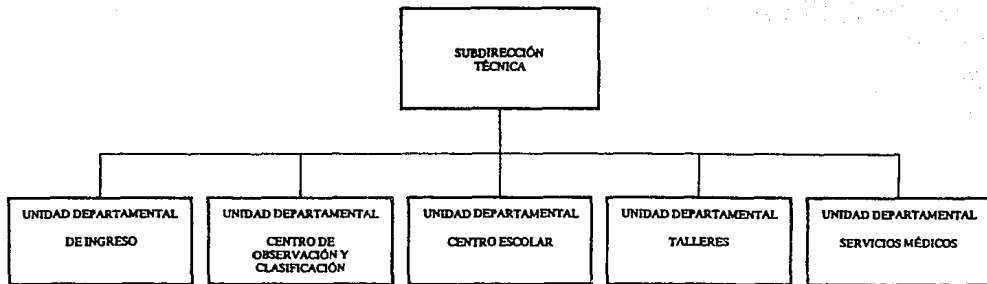 SUBDIRECCIÓN
TÉCNICA
UNIDAD DEPARTAMENTAL
DE INGRESO
UNIDAD DEPARTAMENTAL
CENTRO DE
OBSERVACIÓN Y
CLASIFICACIÓN
UNIDAD DEPARTAMENTAL
CENTRO ESCOLAR
UNIDAD DEPARTAMENTAL
TALLERES
UNIDAD DEPARTAMENTAL
SERVICIOS MÉDICOS